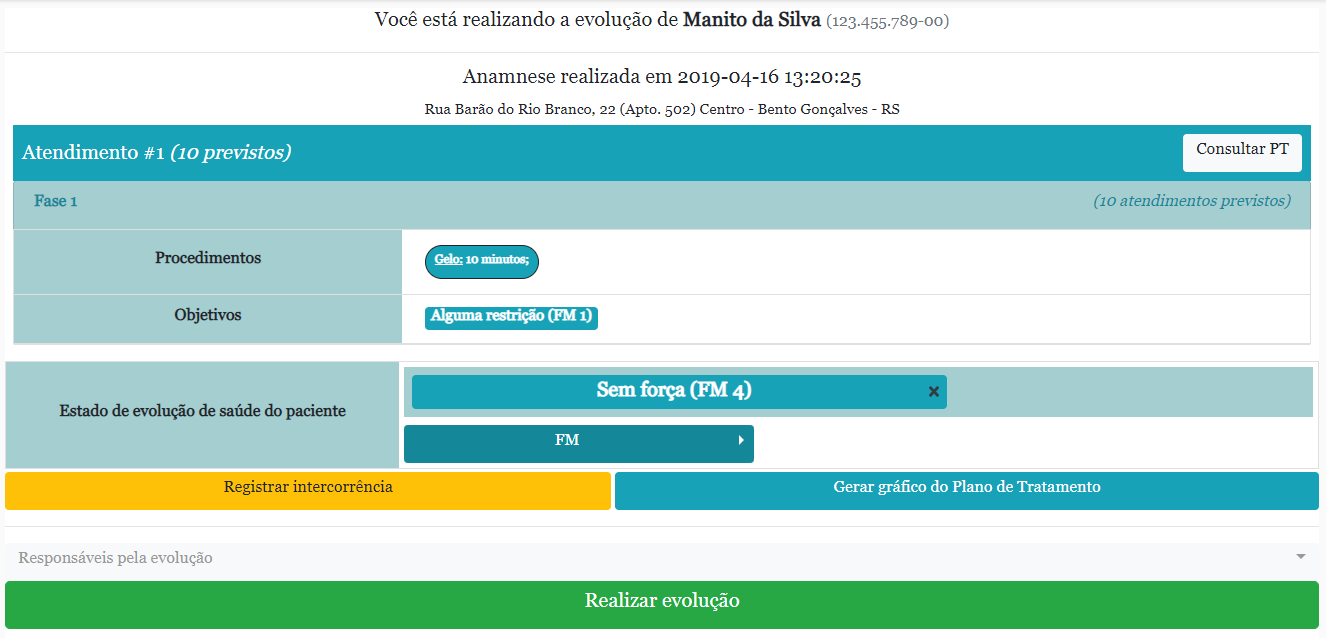 Você está realizando a evolução de Manito da Silva (123.455.789-00)
Anamnese realizada em 2019-04-16 13:20:25
Rua Barão do Rio Branco, 22 (Apto. 502) Centro - Bento Gonçalves - RS
Atendimento #1 (10 previstos) Consultar PT
Fase 1 (10 atendimentos previstos)
Procedimentos Gelo: 10 minutos;
Objetivos Alguma restrição (FM 1)
Sem força (FM 4) ×
Estado de evolução de saúde do paciente
FM
Registrar intercorrência Gerar gráfico do Plano de Tratamento
Responsáveis pela evolução
Realizar evolução